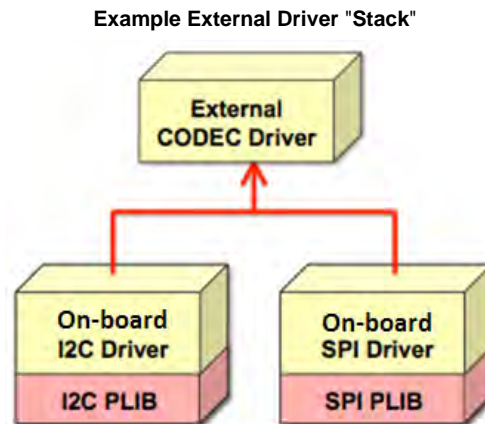 Example External Driver "Stack"
External
CODEC Driver
On-board
I2C Driver
I2C PLIB
On-board
SPI Driver
SPI PLIB